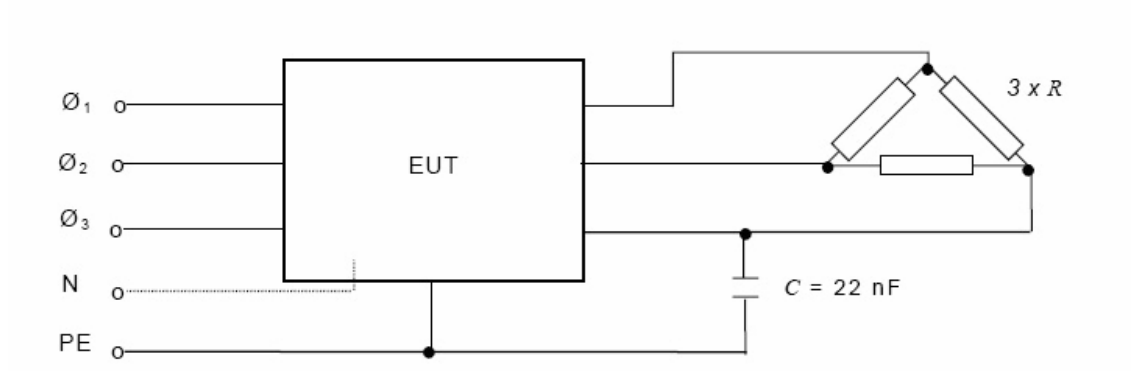 Ø₁
3 x R
Ø₂
EUT
Ø₃
N
C = 22 nF
PE